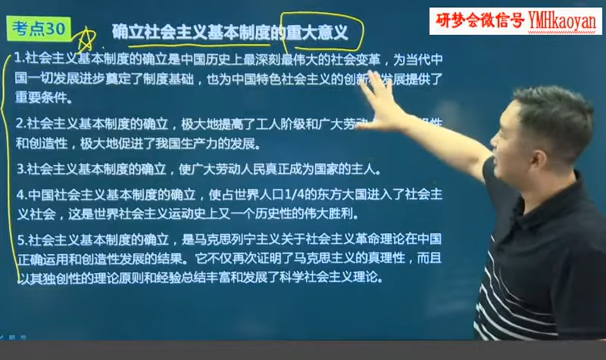 研梦会微信号YMHkaoyan
考点30
确立社会主义基本制度的重大意义
1.社会主义基本制度的确立是中国历史上最深刻最伟大的社会变革，为当代中
国一切发展进步奠定了制度基础，也为中国特色社会主义的创新发展提供了
重要条件。
2.社会主义基本制度的确立，极大地提高了工人阶级和广大劳动 性
和创造性，极大地促进了我国生产力的发展。
3.社会主义基本制度的确立，使广大劳动人民真正成为国家的主人。
4.中国社会主义基本制度的确立，使占世界人口1/4的东方大国进入了社会主
义社会，这是世界社会主义运动史上又一个历史性的伟大胜利。
5.社会主义基本制度的确立，是马克思列宁主义关于社会主义革命理论在中国
正确运用和创造性发展的结果。它不仅再次证明了马克思主义的真理性，而且
以其独创性的理论原则和经验总结丰富和发展了科学社会主义理论。